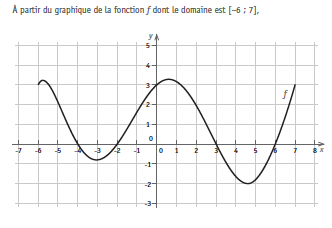 À partir du graphique de la fonction f dont le domaine est [–6 ; 7],
y
5
4
3
2
1
0
-7 -6 -5 -4 -3 -2 -1 0 1 2 3 4 5 6 7 8 x
-1
-2
-3
f